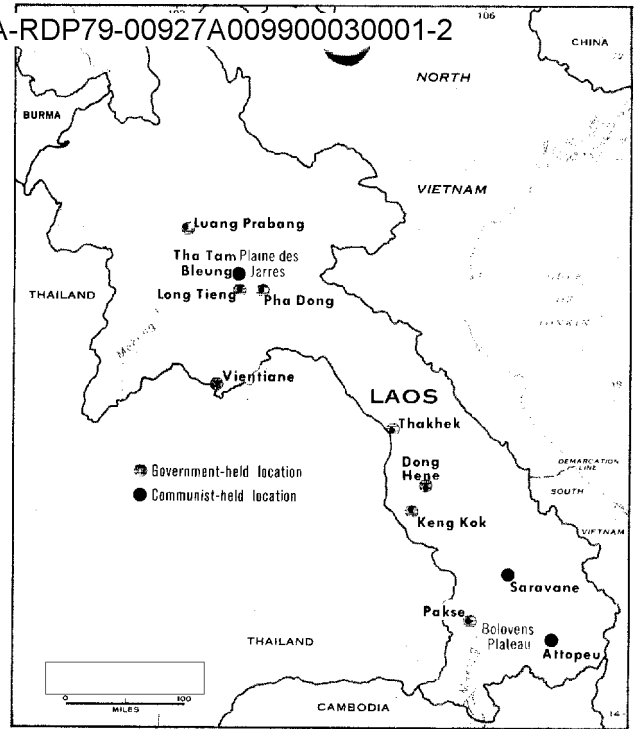 A-RDP79-00927A009900030001-2
106
CHINA
NORTH
BURMA
VIETNAM
Luang Prabang
Tha Tam
Bleung
Plaine des
Jarres
THAILAND
Long Tieng
Pha Dong
Mekong
Vientiane
LAOS
Thakhek
Dong
Hene
DEMARCATION
LINE
Government-held location
Communist-held location
SOUTH
Keng Kok
VIETNAM
Saravane
Pakse
Bolovens
Plateau
Attopeu
THAILAND
0 100
MILES
CAMBODIA
14